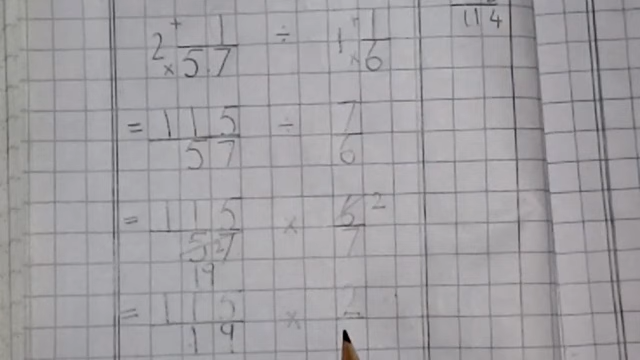 114
2 1/57 ÷ 1 1/6
= 115/57 ÷ 7/6
= 115/57 × 6/7 2
19
= 115/19 × 2